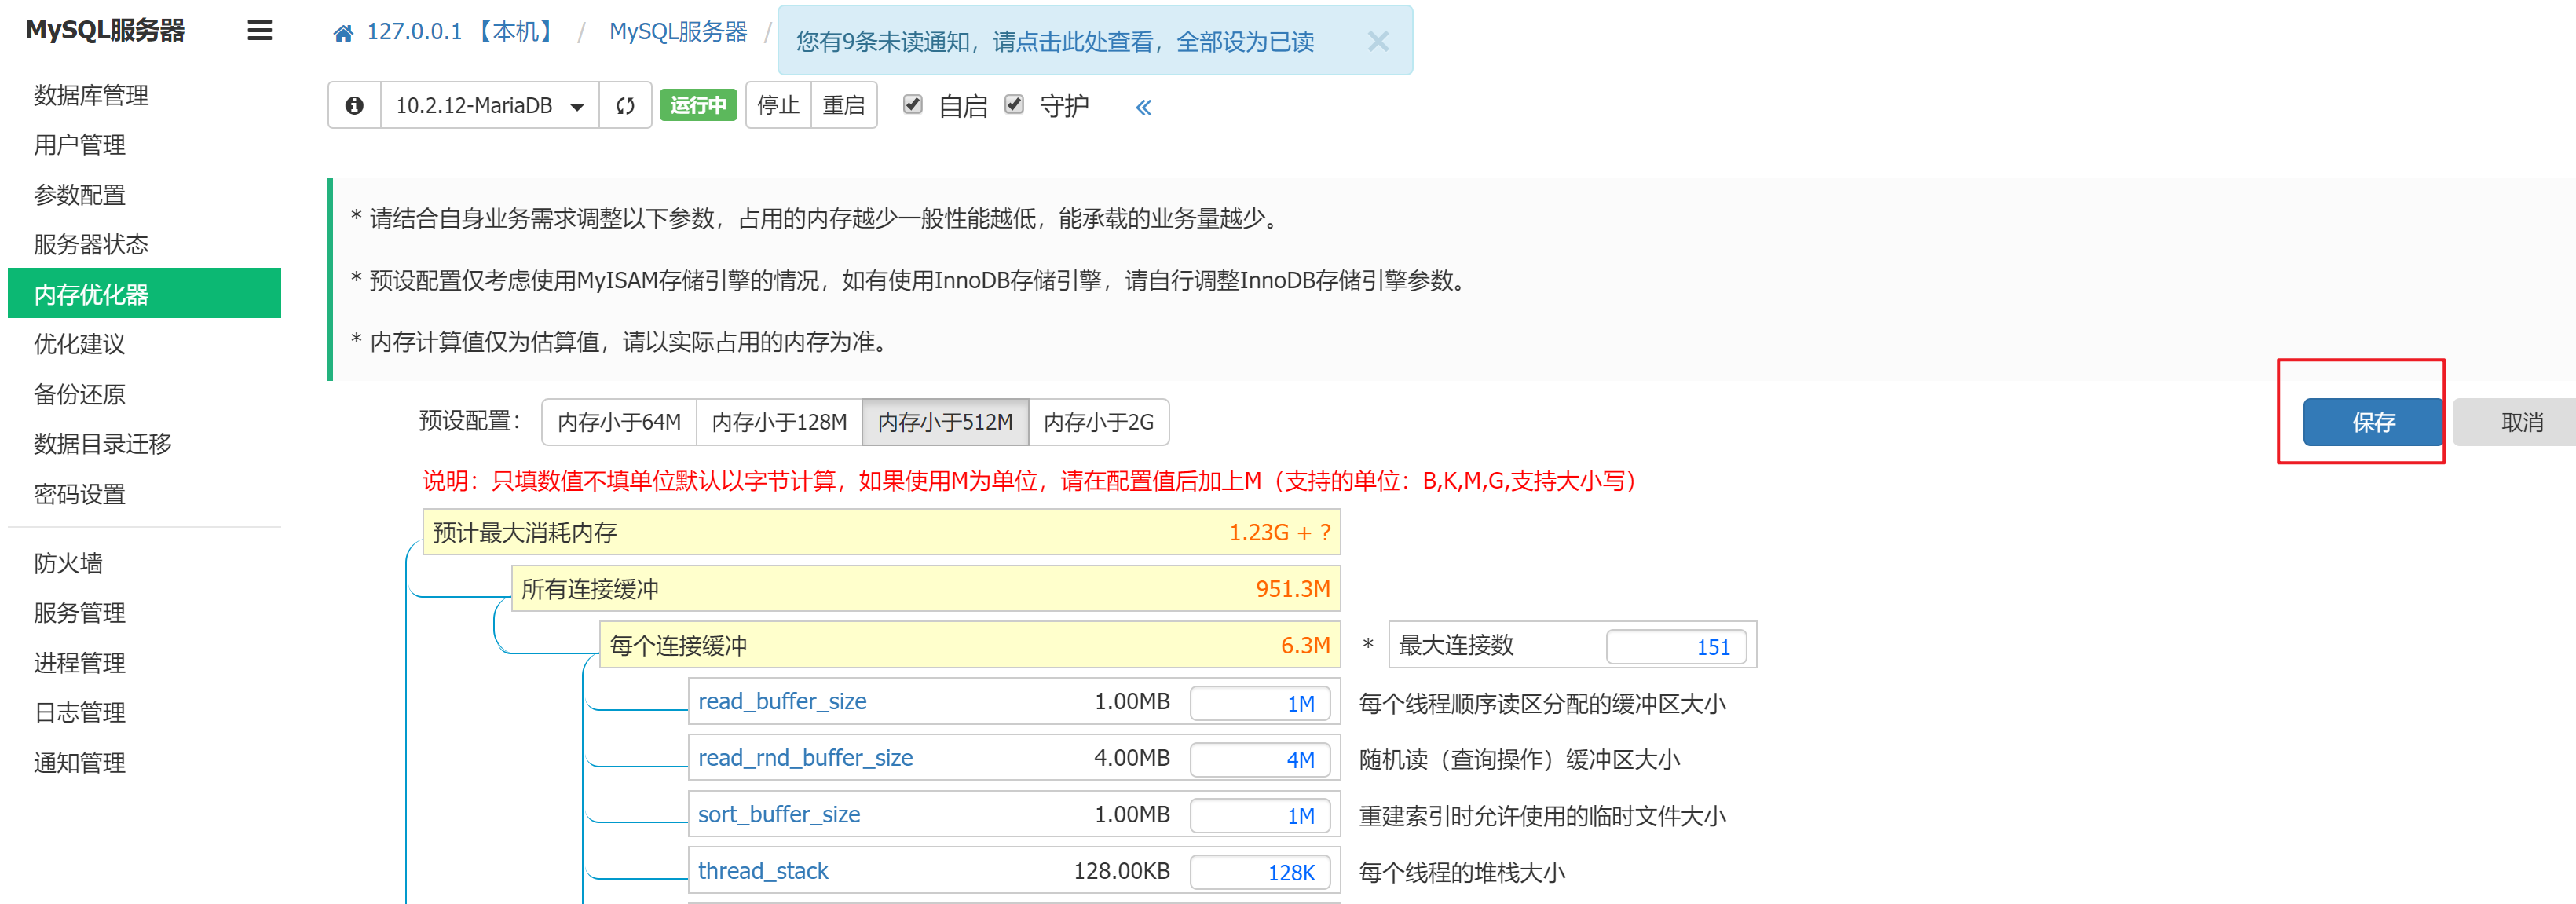 MySQL服务器
127.0.0.1 【本机】 / MySQL服务器 /
您有9条未读通知，请点击此处查看，全部设为已读
数据库管理
用户管理
参数配置
服务器状态
内存优化器
优化建议
备份还原
数据目录迁移
密码设置
防火墙
服务管理
进程管理
日志管理
通知管理
10.2.12-MariaDB 运行中 停止 重启 自启 守护 «
* 请结合自身业务需求调整以下参数，占用的内存越少一般性能越低，能承载的业务量越少。
* 预设配置仅考虑使用MyISAM存储引擎的情况，如有使用InnoDB存储引擎，请自行调整InnoDB存储引擎参数。
* 内存计算值仅为估算值，请以实际占用的内存为准。
预设配置： 内存小于64M 内存小于128M 内存小于512M 内存小于2G 保存 取消
说明：只填数值不填单位默认以字节计算，如果使用M为单位，请在配置值后加上M（支持的单位：B,K,M,G,支持大小写）
预计最大消耗内存 1.23G + ?
所有连接缓冲 951.3M
每个连接缓冲 6.3M * 最大连接数 151
read_buffer_size 1.00MB 1M 每个线程顺序读区分配的缓冲区大小
read_rnd_buffer_size 4.00MB 4M 随机读（查询操作）缓冲区大小
sort_buffer_size 1.00MB 1M 重建索引时允许使用的临时文件大小
thread_stack 128.00KB 128K 每个线程的堆栈大小